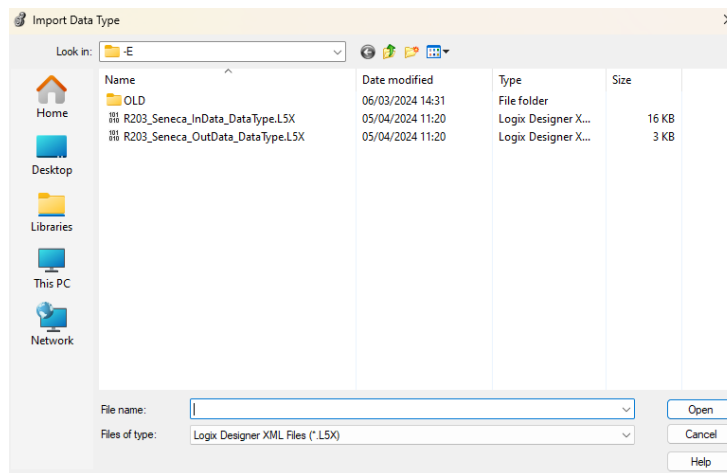 Import Data Type
Look in: -E
Name Date modified Type Size
OLD 06/03/2024 14:31 File folder
R203_Seneca_InData_DataType.L5X 05/04/2024 11:20 Logix Designer X... 16 KB
R203_Seneca_OutData_DataType.L5X 05/04/2024 11:20 Logix Designer X... 3 KB
Home
Desktop
Libraries
This PC
Network
File name: Open
Files of type: Logix Designer XML Files (*.L5X) Cancel
Help